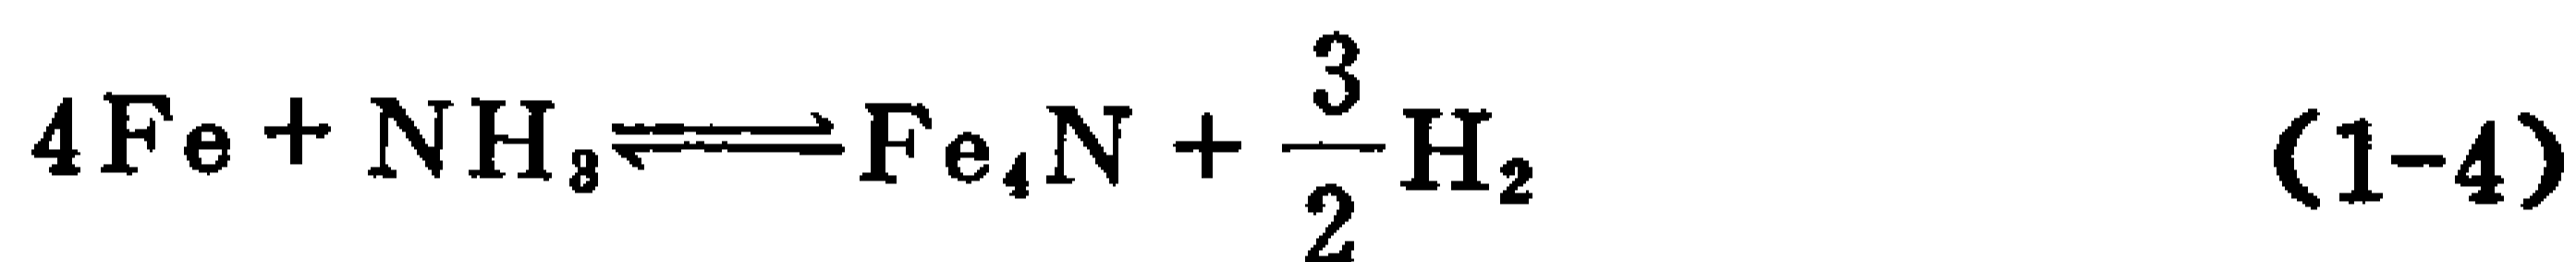 4Fe + NH₃ ⇌ Fe₄N + 3/2 H₂ (1-4)